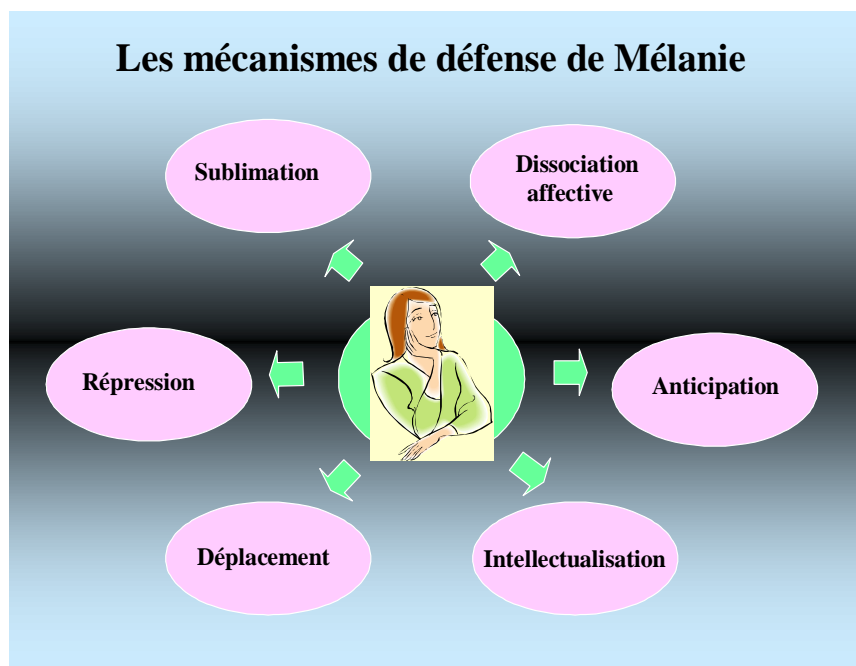 Les mécanismes de défense de Mélanie
Sublimation
Dissociation
affective
Répression
Anticipation
Déplacement
Intellectualisation